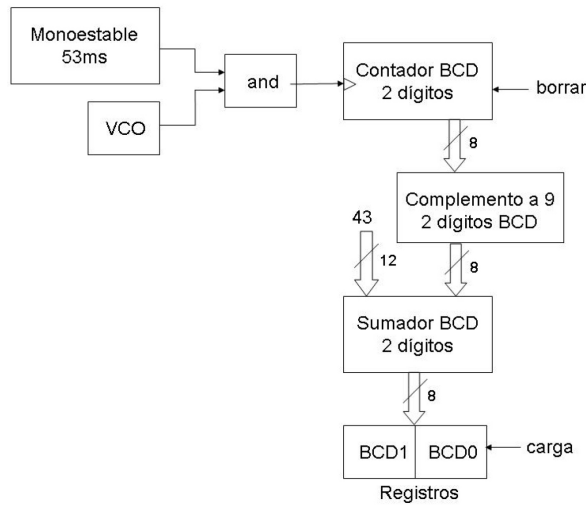 Monoestable
53ms
and
Contador BCD
2 dígitos
borrar
VCO
8
Complemento a 9
2 dígitos BCD
43
12
8
Sumador BCD
2 dígitos
8
BCD1
BCD0
carga
Registros